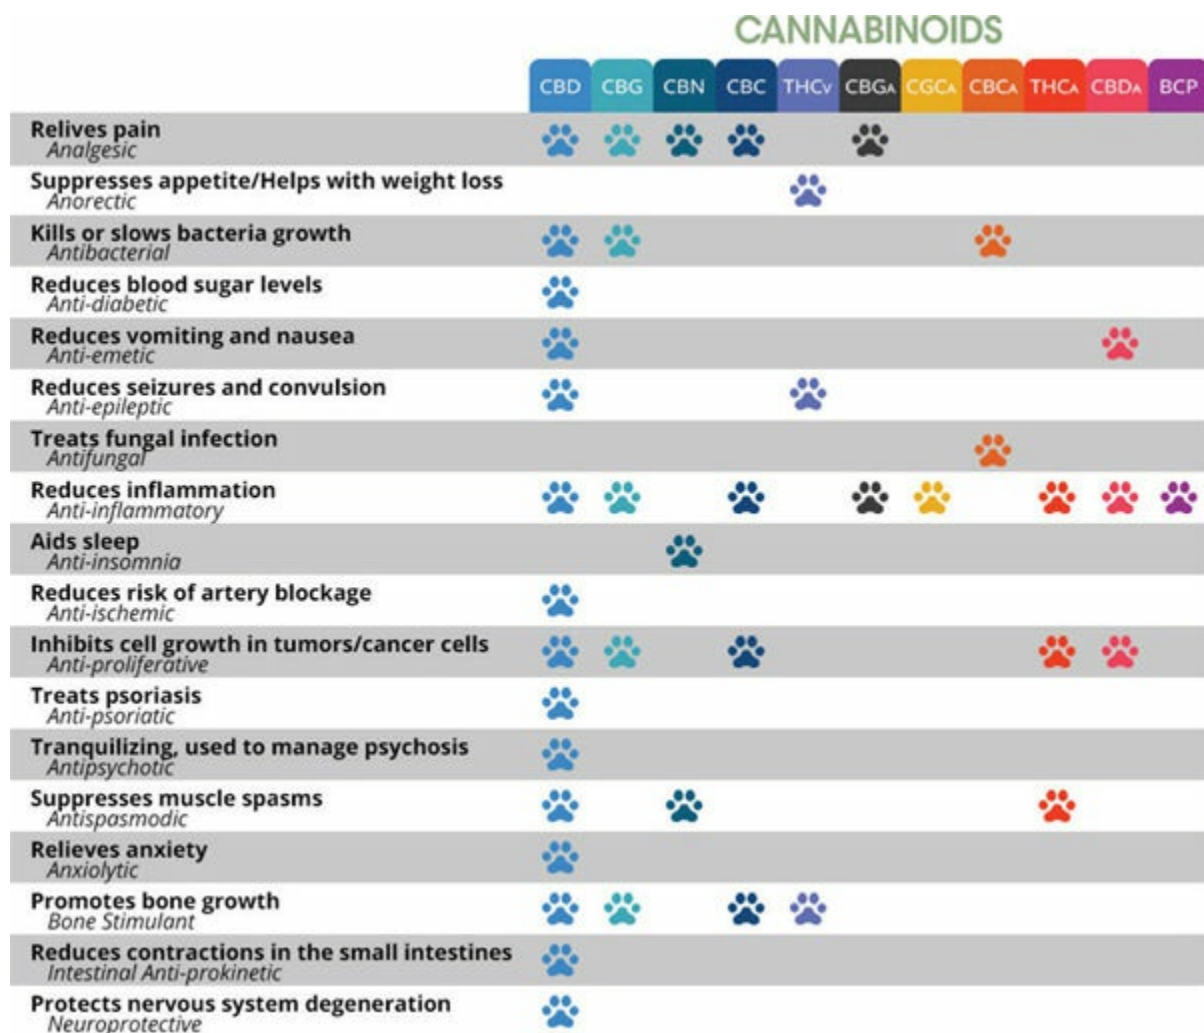 CANNABINOIDS
CBD CBG CBN CBC THCV CBGA CGCA CBCA THCA CBDA BCP
Relives pain
Analgesic
Suppresses appetite/Helps with weight loss
Anorectic
Kills or slows bacteria growth
Antibacterial
Reduces blood sugar levels
Anti-diabetic
Reduces vomiting and nausea
Anti-emetic
Reduces seizures and convulsion
Anti-epileptic
Treats fungal infection
Antifungal
Reduces inflammation
Anti-inflammatory
Aids sleep
Anti-insomnia
Reduces risk of artery blockage
Anti-ischemic
Inhibits cell growth in tumors/cancer cells
Anti-proliferative
Treats psoriasis
Anti-psoriatic
Tranquilizing, used to manage psychosis
Antipsychotic
Suppresses muscle spasms
Antispasmodic
Relieves anxiety
Anxiolytic
Promotes bone growth
Bone Stimulant
Reduces contractions in the small intestines
Intestinal Anti-prokinetic
Protects nervous system degeneration
Neuroprotective